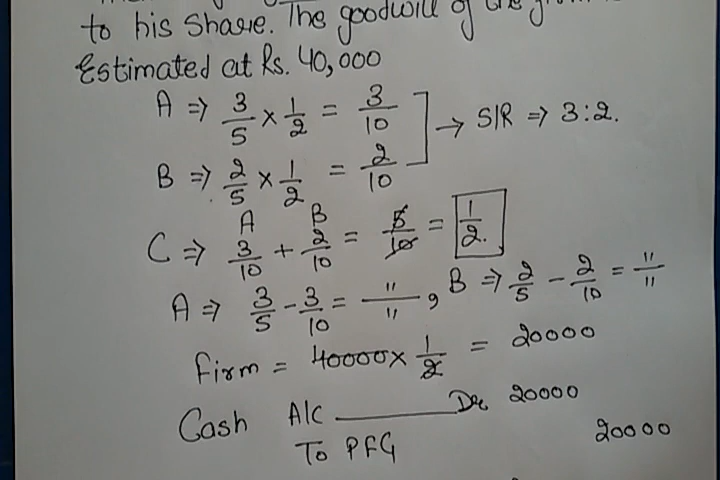 to his share. The goodwill of the
Estimated at Rs. 40,000
A => 3/5 × 1/2 = 3/10
→ S/R => 3:2.
B => 2/5 × 1/2 = 2/10
A B
C => 3/10 + 2/10 = 5/10 = 1/2.
A => 3/5 - 3/10 = "/" , B => 2/5 - 2/10 = "/"
Firm = 40000 × 1/2 = 20000
Cash A/C ——— Dr 20000
To PFG 20000